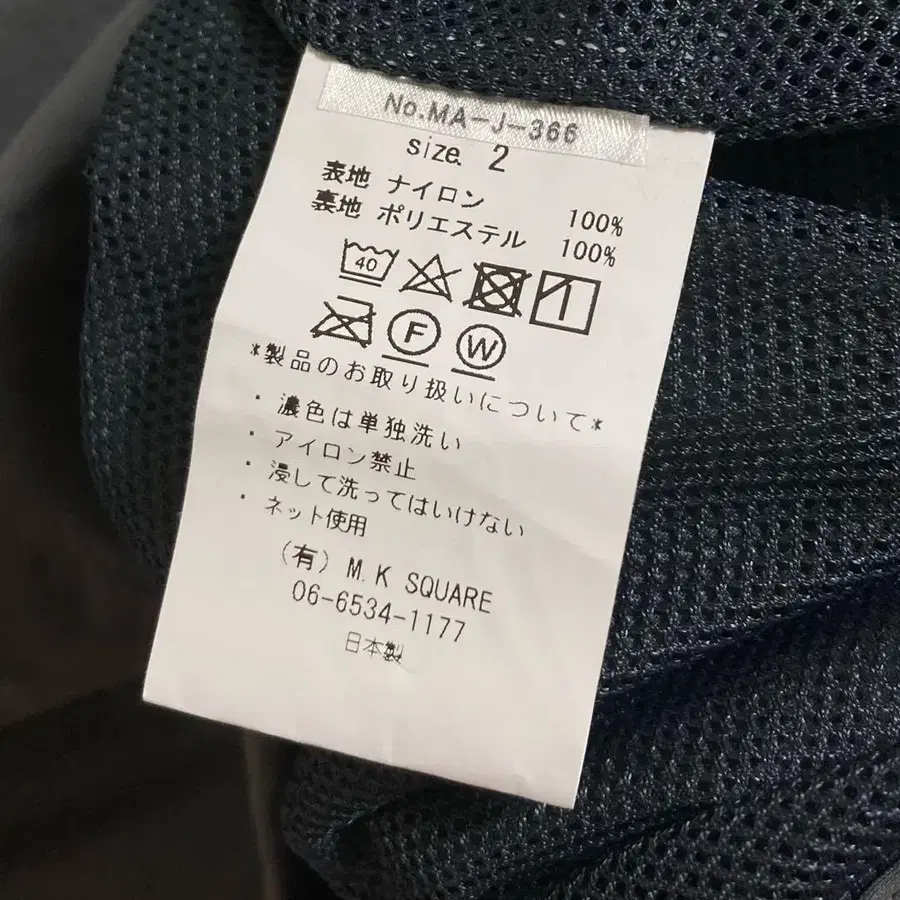 No.MA-J-366
size. 2
表地 ナイロン 100%
裏地 ポリエステル 100%
40
F W
*製品のお取り扱いについて*
・濃色は単独洗い
・アイロン禁止
・浸して洗ってはいけない
・ネット使用
(有) M.K SQUARE
06-6534-1177
日本製